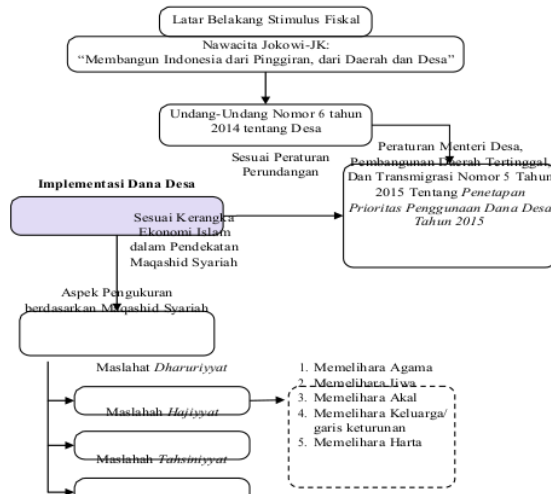 Latar Belakang Stimulus Fiskal
Nawacita Jokowi-JK:
“Membangun Indonesia dari Pinggiran, dari Daerah dan Desa”
Undang-Undang Nomor 6 tahun
2014 tentang Desa
Sesuai Peraturan
Perundangan
Peraturan Menteri Desa,
Pembangunan Daerah Tertinggal,
Dan Transmigrasi Nomor 5 Tahun
2015 Tentang Penetapan
Prioritas Penggunaan Dana Desa
Tahun 2015
Implementasi Dana Desa
Sesuai Kerangka
Ekonomi Islam
dalam Pendekatan
Maqashid Syariah
Aspek Pengukuran
berdasarkan Maqashid Syariah
Maslahat Dharuriyyat
1. Memelihara Agama
2. Memelihara Jiwa
3. Memelihara Akal
4. Memelihara Keluarga/
garis keturunan
5. Memelihara Harta
Maslahah Hajiyyat
Maslahah Tahsiniyyat